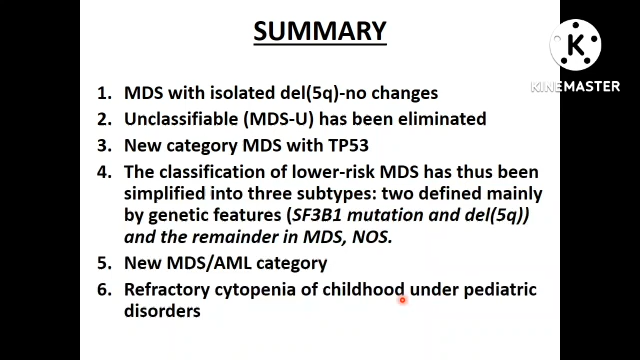 SUMMARY
K
KINEMASTER
1. MDS with isolated del(5q)-no changes
2. Unclassifiable (MDS-U) has been eliminated
3. New category MDS with TP53
4. The classification of lower-risk MDS has thus been
simplified into three subtypes: two defined mainly
by genetic features (SF3B1 mutation and del(5q))
and the remainder in MDS, NOS.
5. New MDS/AML category
6. Refractory cytopenia of childhood under pediatric
disorders